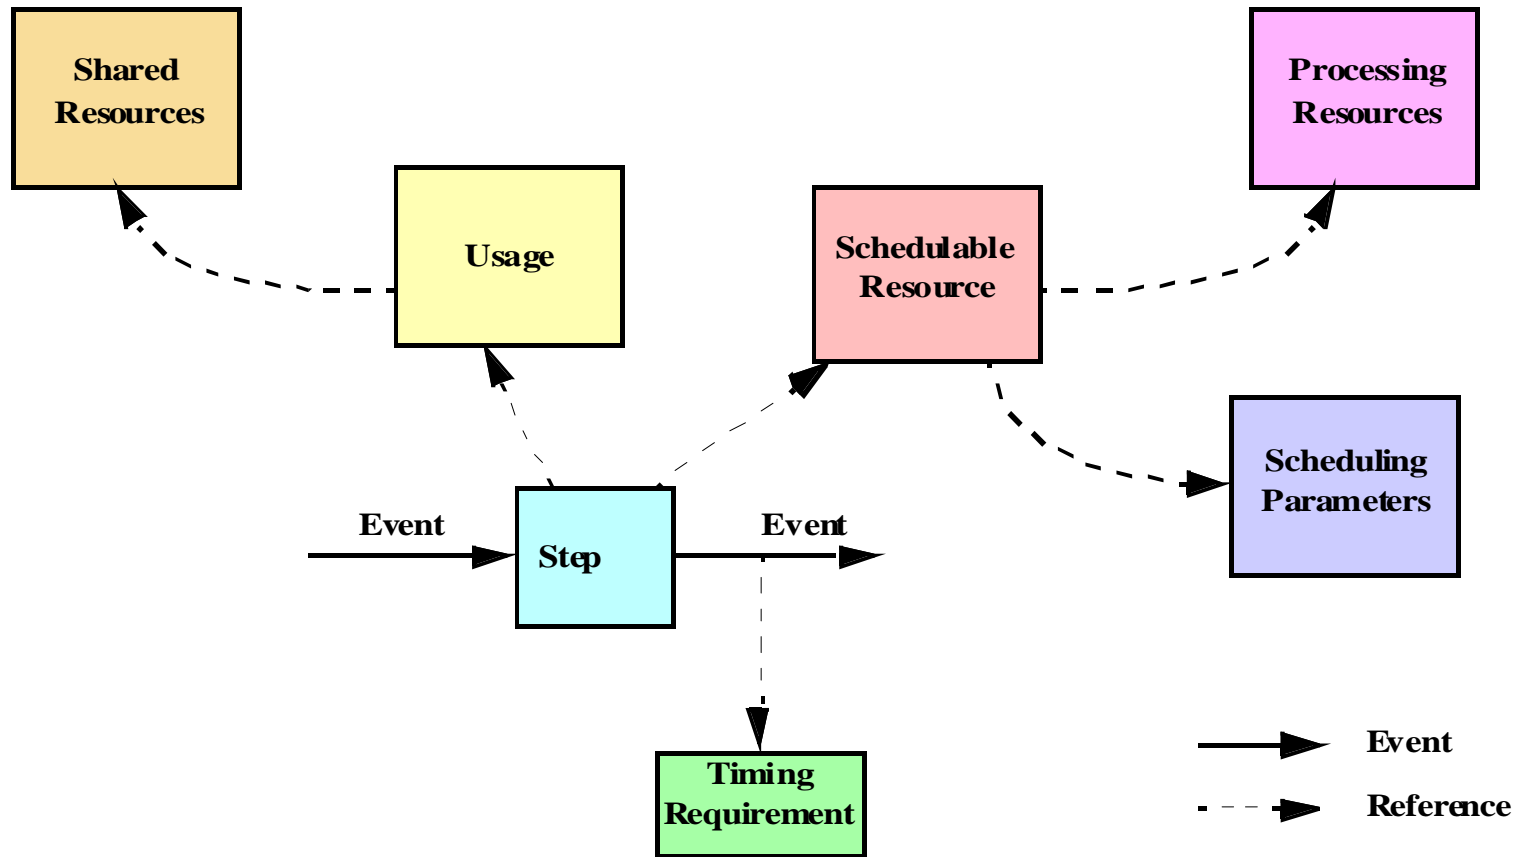 Shared
Resources
Processing
Resources
Usage
Schedulable
Resource
Scheduling
Parameters
Event
Event
Step
Timing
Requirement
Event
Reference